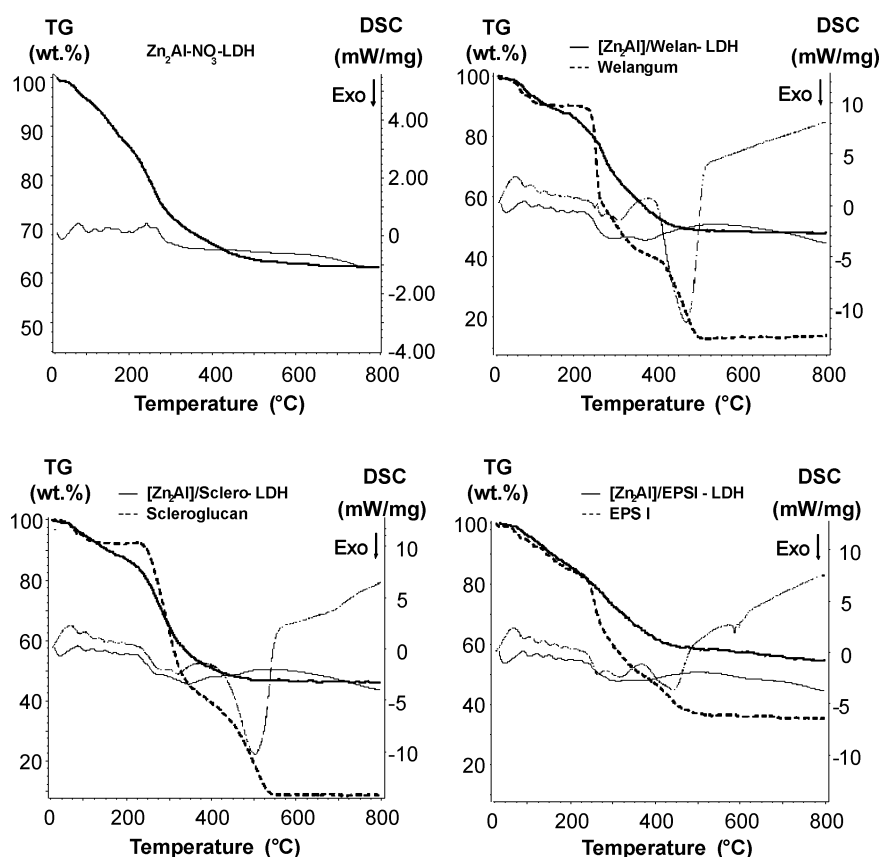 TG
(wt.%)
Zn2Al-NO3-LDH
DSC
(mW/mg)
Exo
100
90
80
70
60
50
4.00
2.00
0
-2.00
-4.00
0 200 400 600 800
Temperature (°C)
TG
(wt.%)
[Zn2Al]/Welan- LDH
Welangum
DSC
(mW/mg)
Exo
100
80
60
40
20
10
5
0
-5
-10
0 200 400 600 800
Temperature (°C)
TG
(wt.%)
[Zn2Al]/Sclero- LDH
Scleroglucan
DSC
(mW/mg)
Exo
100
80
60
40
20
10
5
0
-5
-10
0 200 400 600 800
Temperature (°C)
TG
(wt.%)
[Zn2Al]/EPSI - LDH
EPS I
DSC
(mW/mg)
Exo
100
80
60
40
20
10
5
0
-5
-10
0 200 400 600 800
Temperature (°C)